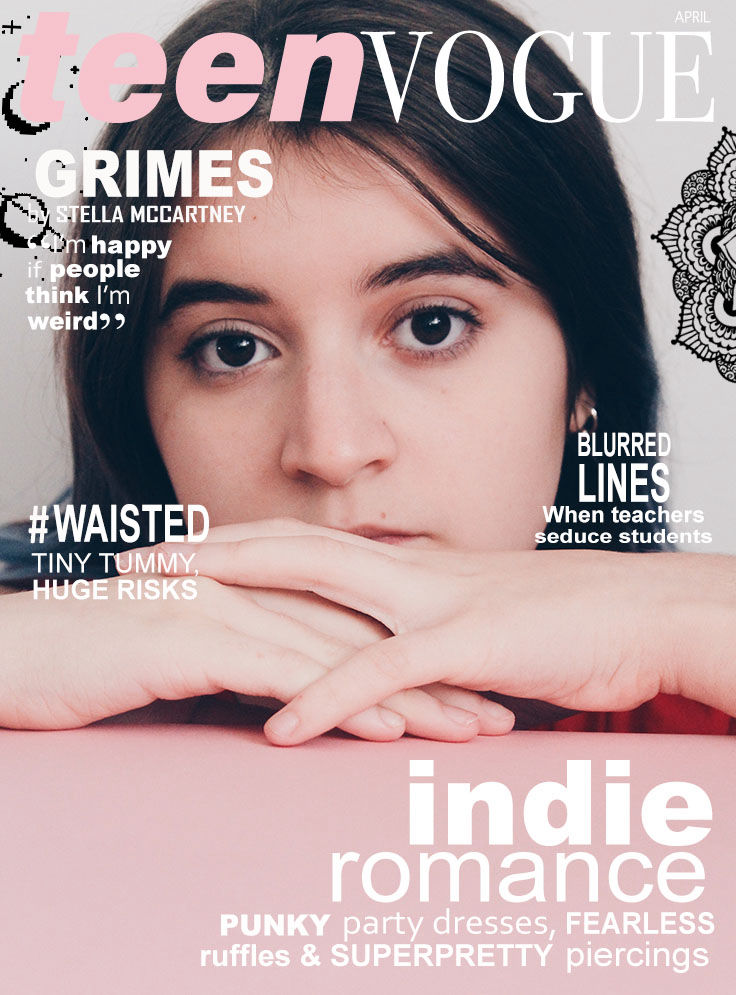 APRIL
teenVOGUE
GRIMES
by STELLA MCCARTNEY
“I'm happy
if people
think I'm
weird”
BLURRED
LINES
When teachers
seduce students
#WAISTED
TINY TUMMY,
HUGE RISKS
indie
romance
PUNKY party dresses, FEARLESS
ruffles & SUPERPRETTY piercings